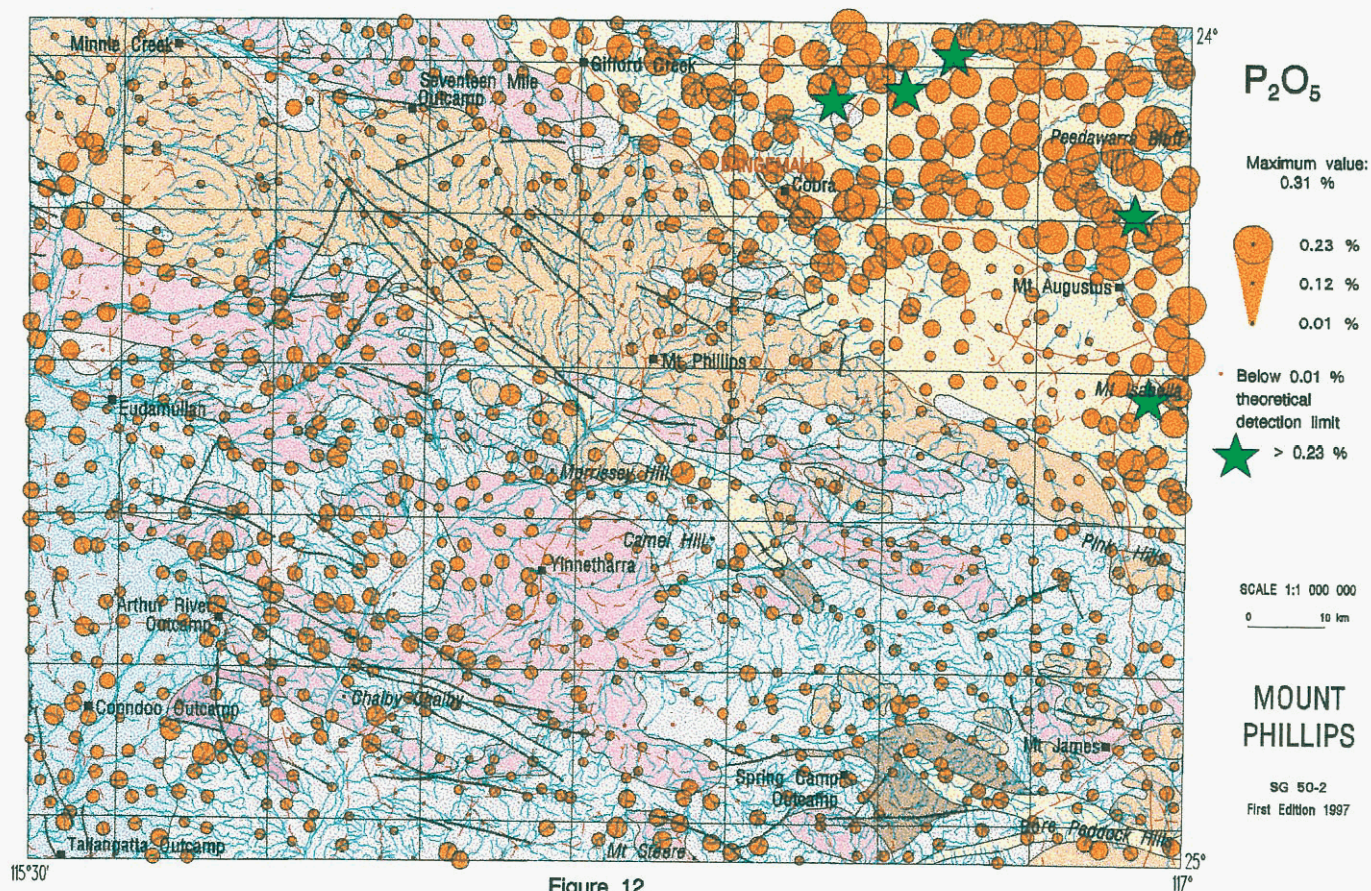 24°
P₂O₅
Maximum value:
0.31 %
0.23 %
0.12 %
0.01 %
Below 0.01 %
theoretical
detection limit
> 0.23 %
SCALE 1:1 000 000
0 10 km
MOUNT
PHILLIPS
SG 50-2
First Edition 1997
Minnie Creek
Gifford Creek
Seventeen Mile
Outcamp
Peedawarra Bluff
BANGEMALL
Cobra
Mt Augustus
Mt Phillips
Mt Isabella
Eudamullah
Morrissey Hill
Camel Hill
Pink Hills
Yinnetharra
Arthur River
Outcamp
Chalby Chalby
Coondoo Outcamp
Mt James
Spring Camp
Outcamp
Bore Paddock Hills
Tallangatta Outcamp
Mt Steere
115°30'
25°
117°
Figure 12